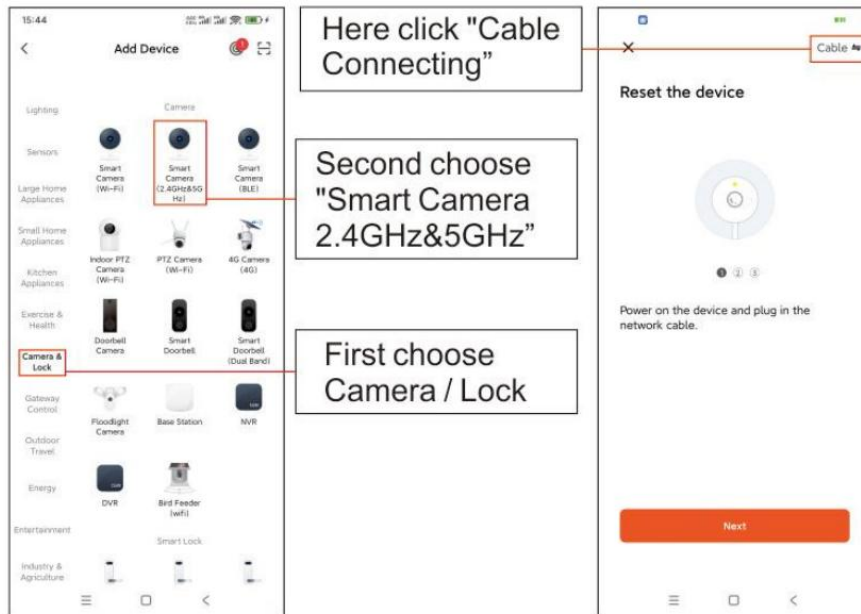 15:44
Add Device
1
Lighting
Sensors
Large Home
Appliances
Small Home
Appliances
Kitchen
Appliances
Exercise &
Health
Camera &
Lock
Gateway
Control
Outdoor
Travel
Energy
Entertainment
Industry &
Agriculture
Camera
Smart
Camera
(Wi-Fi)
Smart
Camera
(2.4GHz&5G
Hz)
Smart
Camera
(BLE)
Indoor PTZ
Camera
(Wi-Fi)
PTZ Camera
(Wi-Fi)
4G Camera
(4G)
Doorbell
Camera
Smart
Doorbell
Smart
Doorbell
(Dual Band)
Floodlight
Camera
Base Station
NVR
DVR
Bird Feeder
(wifi)
Smart Lock
Here click "Cable
Connecting”
Second choose
"Smart Camera
2.4GHz&5GHz”
First choose
Camera / Lock
Cable
Reset the device
1 2 3
Power on the device and plug in the
network cable.
Next